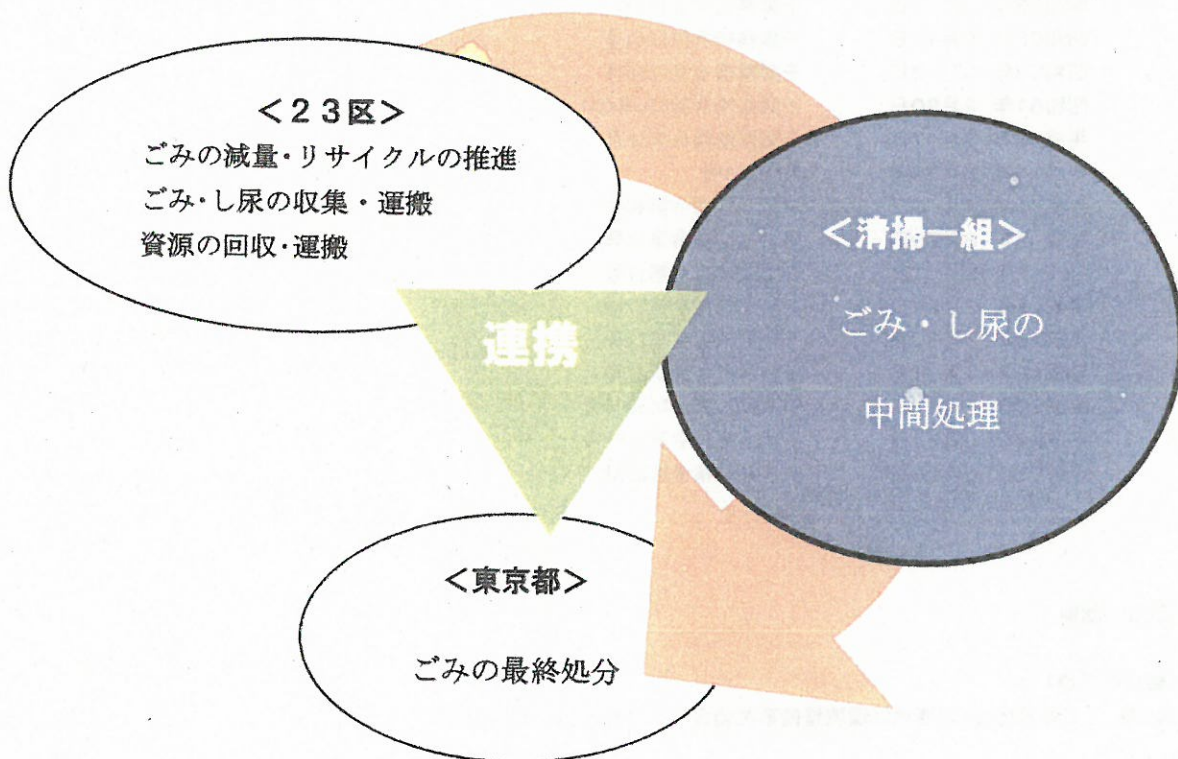 ＜２３区＞
ごみの減量・リサイクルの推進
ごみ・し尿の収集・運搬
資源の回収・運搬
＜清掃一組＞
ごみ・し尿の
中間処理
連携
＜東京都＞
ごみの最終処分